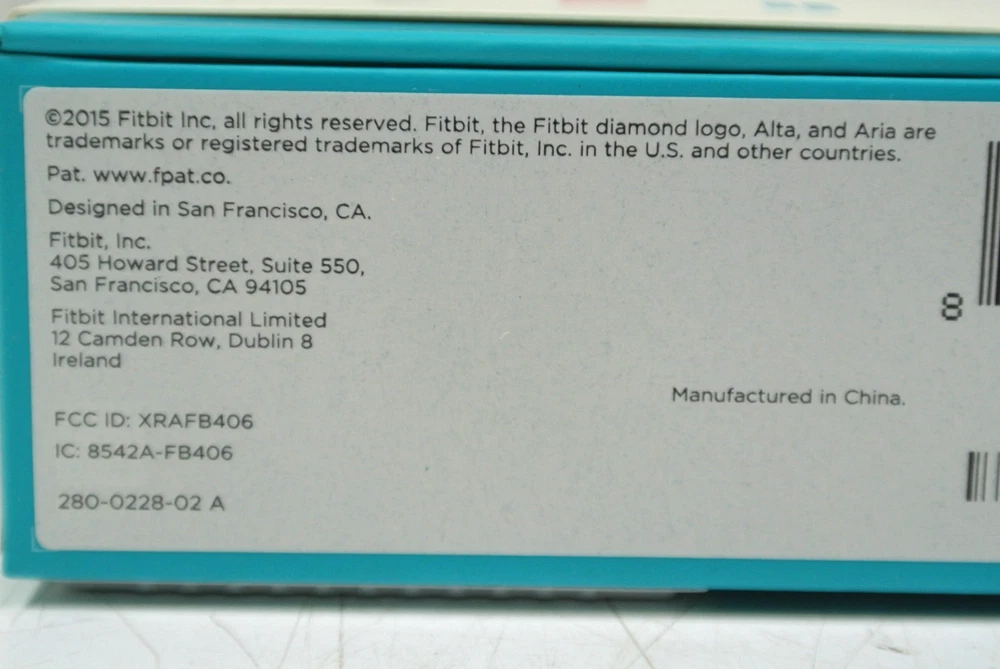 ©2015 Fitbit Inc, all rights reserved. Fitbit, the Fitbit diamond logo, Alta, and Aria are
trademarks or registered trademarks of Fitbit, Inc. in the U.S. and other countries.
Pat. www.fpat.co.
Designed in San Francisco, CA.
Fitbit, Inc.
405 Howard Street, Suite 550,
San Francisco, CA 94105
Fitbit International Limited
12 Camden Row, Dublin 8
Ireland
FCC ID: XRAFB406
IC: 8542A-FB406
280-0228-02 A
Manufactured in China.
8